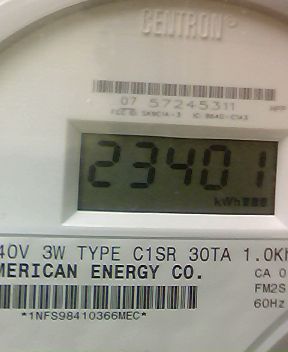 CENTRON
07 57245311
23401
kWh
40V 3W TYPE C1SR 30TA 1.0Kh
MERICAN ENERGY CO.
CA 0
FM2S
60Hz
*1NFS98410366MEC*